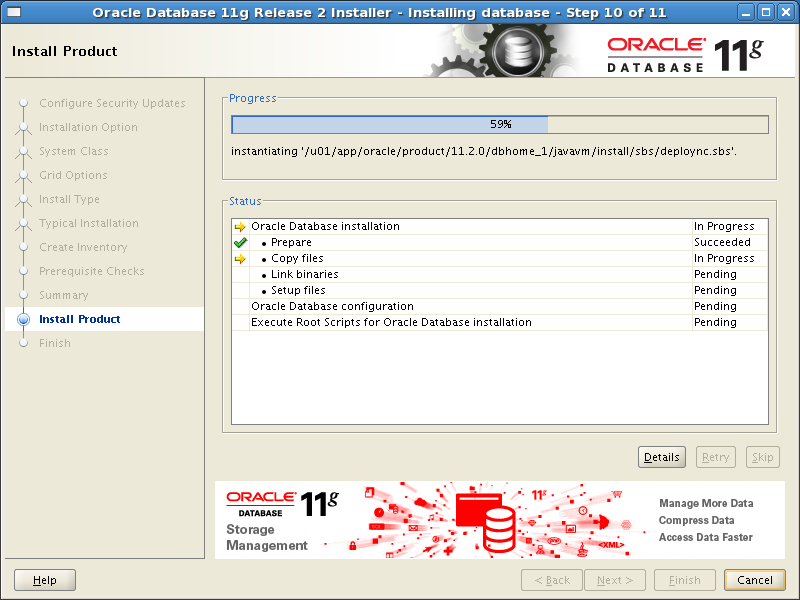 Oracle Database 11g Release 2 Installer - Installing database - Step 10 of 11
Install Product
ORACLE
DATABASE
11g
Configure Security Updates
Installation Option
System Class
Grid Options
Install Type
Typical Installation
Create Inventory
Prerequisite Checks
Summary
Install Product
Finish
Progress
59%
instantiating '/u01/app/oracle/product/11.2.0/dbhome_1/javavm/install/sbs/deploync.sbs'.
Status
Oracle Database installation In Progress
• Prepare Succeeded
• Copy files In Progress
• Link binaries Pending
• Setup files Pending
Oracle Database configuration Pending
Execute Root Scripts for Oracle Database installation Pending
Details Retry Skip
ORACLE
DATABASE
11g
Storage
Management
11g
<XML>
Manage More Data
Compress Data
Access Data Faster
Help < Back Next > Finish Cancel